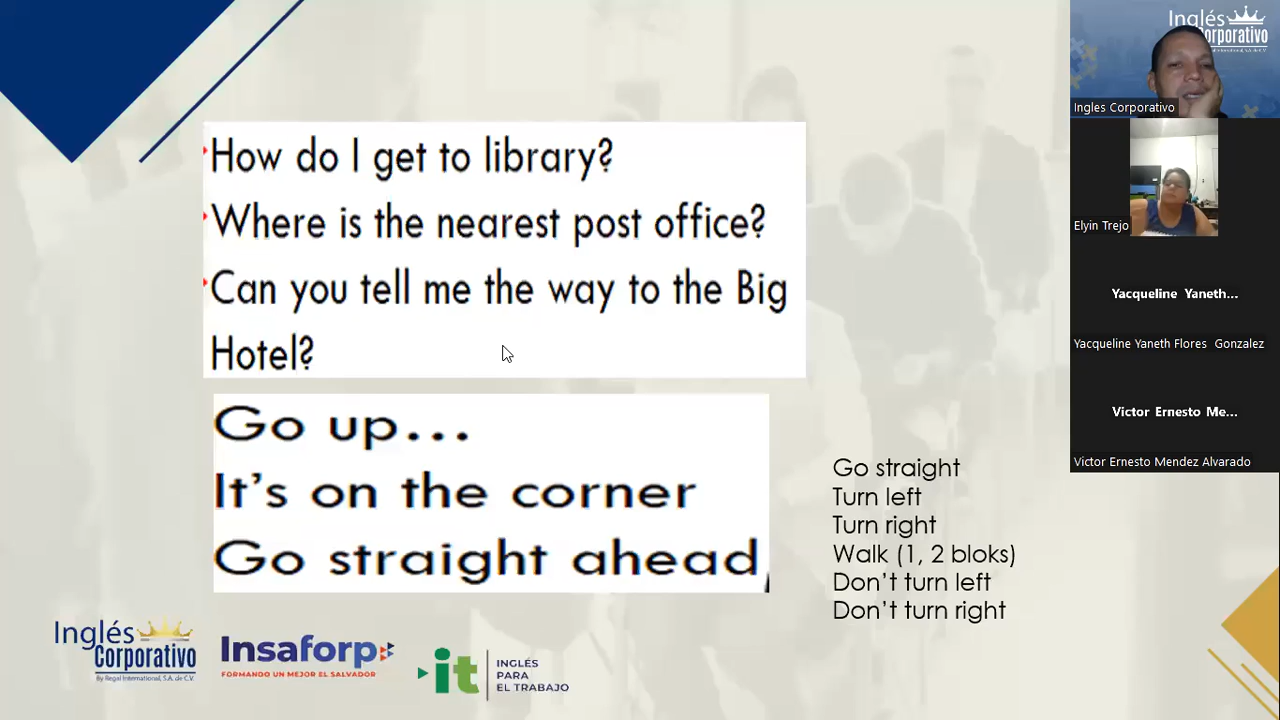 How do I get to library?
Where is the nearest post office?
Can you tell me the way to the Big
Hotel?
Go up...
It's on the corner
Go straight ahead,
Go straight
Turn left
Turn right
Walk (1, 2 bloks)
Don't turn left
Don't turn right
Inglés
Corporativo
By Regal International, S.A. de C.V.
Insaforp
FORMANDO UN MEJOR EL SALVADOR
it
INGLÉS
PARA
EL TRABAJO
Inglés
Corporativo
Ingles Corporativo
Elyin Trejo
Yacqueline Yaneth...
Yacqueline Yaneth Flores Gonzalez
Victor Ernesto Me...
Victor Ernesto Mendez Alvarado